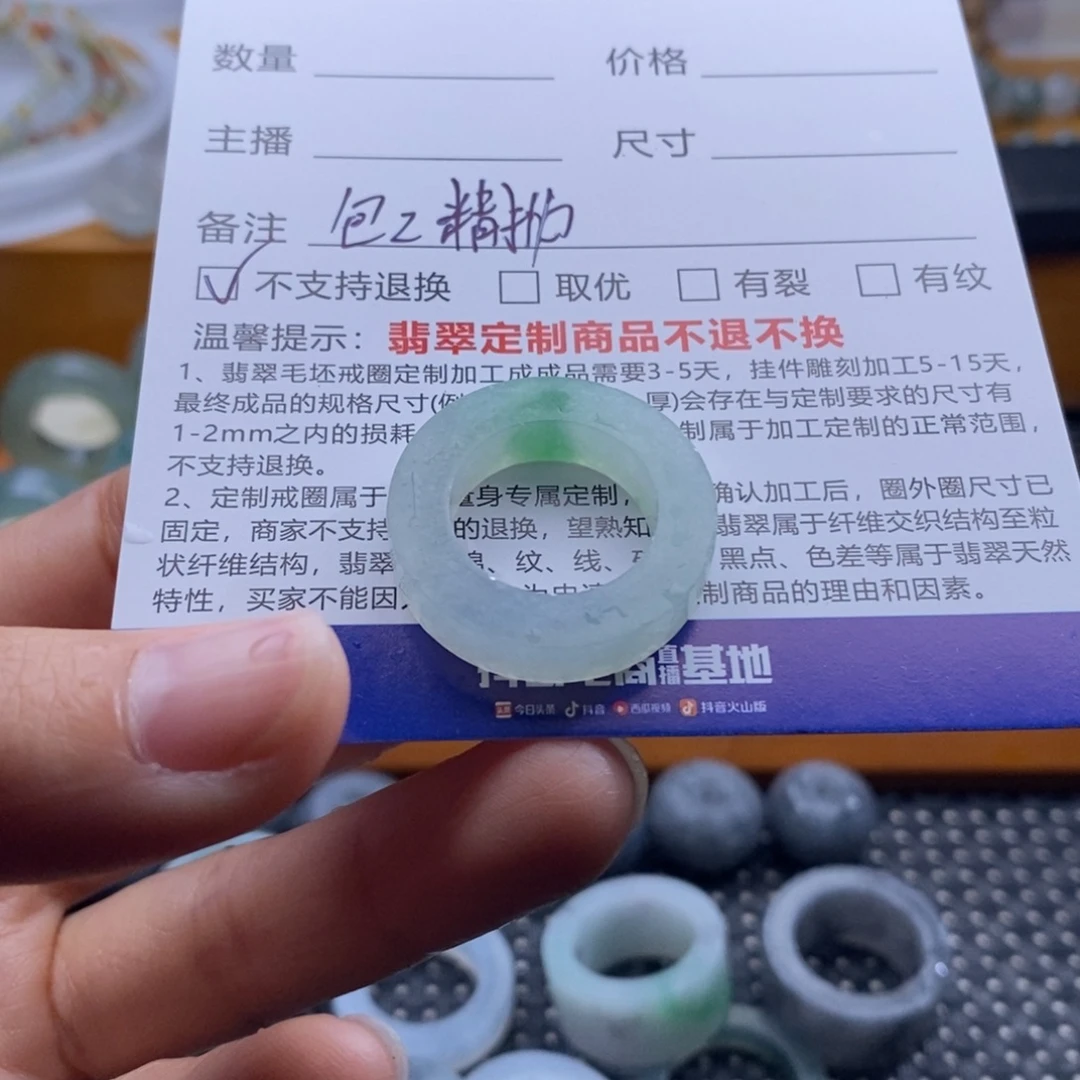 数量 价格
主播 尺寸
备注 包工精抛
不支持退换 取优 有裂 有纹
温馨提示：翡翠定制商品不退不换
1、翡翠毛坯戒圈定制加工成成品需要3-5天，挂件雕刻加工5-15天，
最终成品的规格尺寸(例 厚)会存在与定制要求的尺寸有
1-2mm之内的损耗 制属于加工定制的正常范围，
不支持退换。
2、定制戒圈属于 量身专属定制， 确认加工后，圈外圈尺寸已
固定，商家不支持 的退换，望熟知 翡翠属于纤维交织结构至粒
状纤维结构，翡翠 棉、纹、线、 黑点、色差等属于翡翠天然
特性，买家不能因 制商品的理由和因素。
直播基地
头条 今日头条 抖音 西瓜视频 抖音火山版